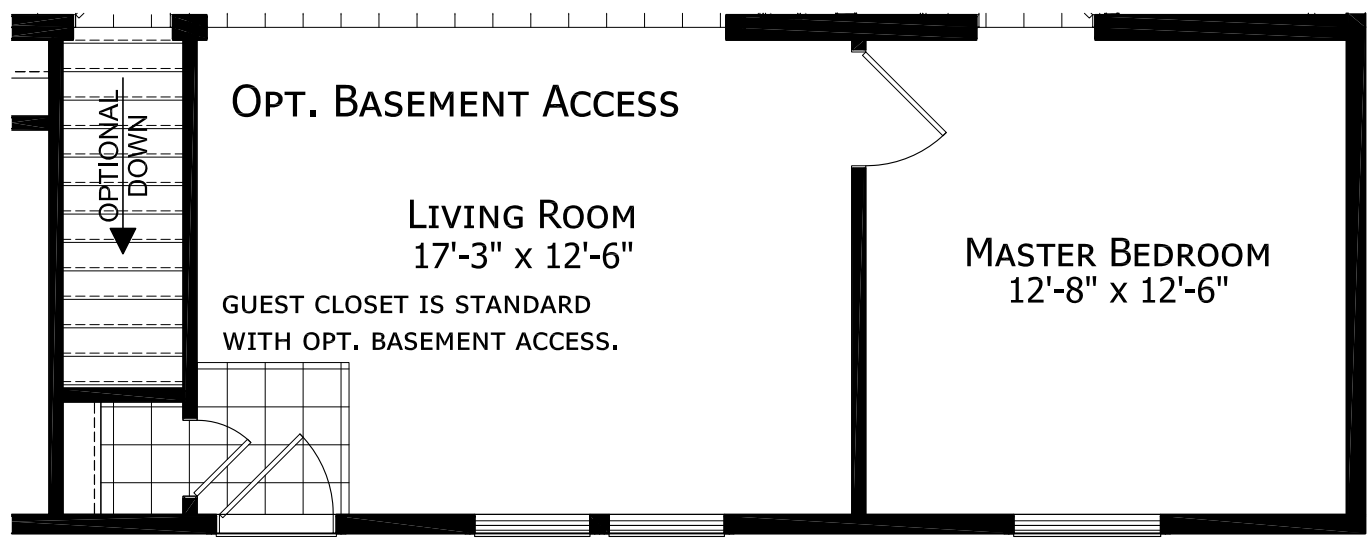 OPT. BASEMENT ACCESS
OPTIONAL
DOWN
LIVING ROOM
17'-3" X 12'-6"
GUEST CLOSET IS STANDARD
WITH OPT. BASEMENT ACCESS.
MASTER BEDROOM
12'-8" X 12'-6"